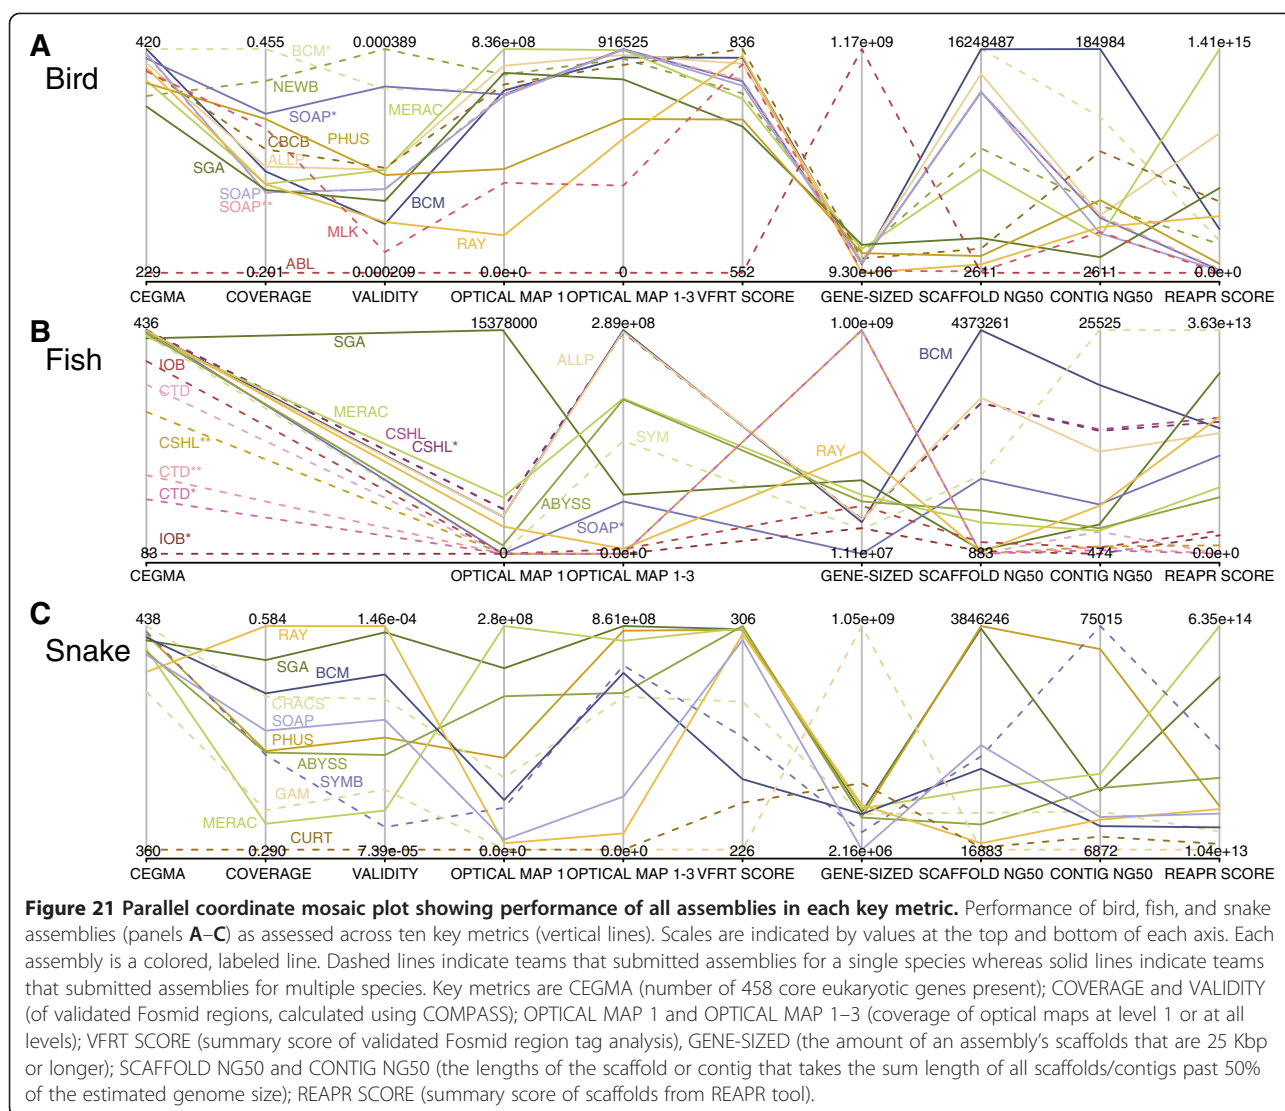 A
Bird
420 0.455 0.000389 8.36e+08 916525 836 1.17e+09 16248487 184984 1.41e+15
BCM*
NEWB
SOAP*
MERAC
PHUS
CBCB
ALLP
SGA
SOAP
SOAP**
BCM
MLK
RAY
ABL
229 0.201 0.000209 0.0e+0 0 552 9.30e+06 2611 2611 0.0e+0
CEGMA COVERAGE VALIDITY OPTICAL MAP 1 OPTICAL MAP 1-3 VFRT SCORE GENE-SIZED SCAFFOLD NG50 CONTIG NG50 REAPR SCORE
B
Fish
436 15378000 2.89e+08 1.00e+09 4373261 25525 3.63e+13
SGA
ALLP
BCM
IOB
CTD
MERAC
CSHL
CSHL*
CSHL**
SYM
RAY
CTD**
CTD*
ABYSS
SOAP*
IOB*
83 0 0.0e+0 1.11e+07 883 474 0.0e+0
CEGMA OPTICAL MAP 1 OPTICAL MAP 1-3 GENE-SIZED SCAFFOLD NG50 CONTIG NG50 REAPR SCORE
C
Snake
438 0.584 1.46e-04 2.8e+08 8.61e+08 306 1.05e+09 3846246 75015 6.35e+14
RAY
SGA
BCM
CRACS
SOAP
PHUS
ABYSS
SYMB
GAM
MERAC
CURT
360 0.290 7.39e-05 0.0e+0 0.0e+0 226 2.16e+06 16883 6872 1.04e+13
CEGMA COVERAGE VALIDITY OPTICAL MAP 1 OPTICAL MAP 1-3 VFRT SCORE GENE-SIZED SCAFFOLD NG50 CONTIG NG50 REAPR SCORE
Figure 21 Parallel coordinate mosaic plot showing performance of all assemblies in each key metric. Performance of bird, fish, and snake
assemblies (panels A–C) as assessed across ten key metrics (vertical lines). Scales are indicated by values at the top and bottom of each axis. Each
assembly is a colored, labeled line. Dashed lines indicate teams that submitted assemblies for a single species whereas solid lines indicate teams
that submitted assemblies for multiple species. Key metrics are CEGMA (number of 458 core eukaryotic genes present); COVERAGE and VALIDITY
(of validated Fosmid regions, calculated using COMPASS); OPTICAL MAP 1 and OPTICAL MAP 1–3 (coverage of optical maps at level 1 or at all
levels); VFRT SCORE (summary score of validated Fosmid region tag analysis), GENE-SIZED (the amount of an assembly's scaffolds that are 25 Kbp
or longer); SCAFFOLD NG50 and CONTIG NG50 (the lengths of the scaffold or contig that takes the sum length of all scaffolds/contigs past 50%
of the estimated genome size); REAPR SCORE (summary score of scaffolds from REAPR tool).